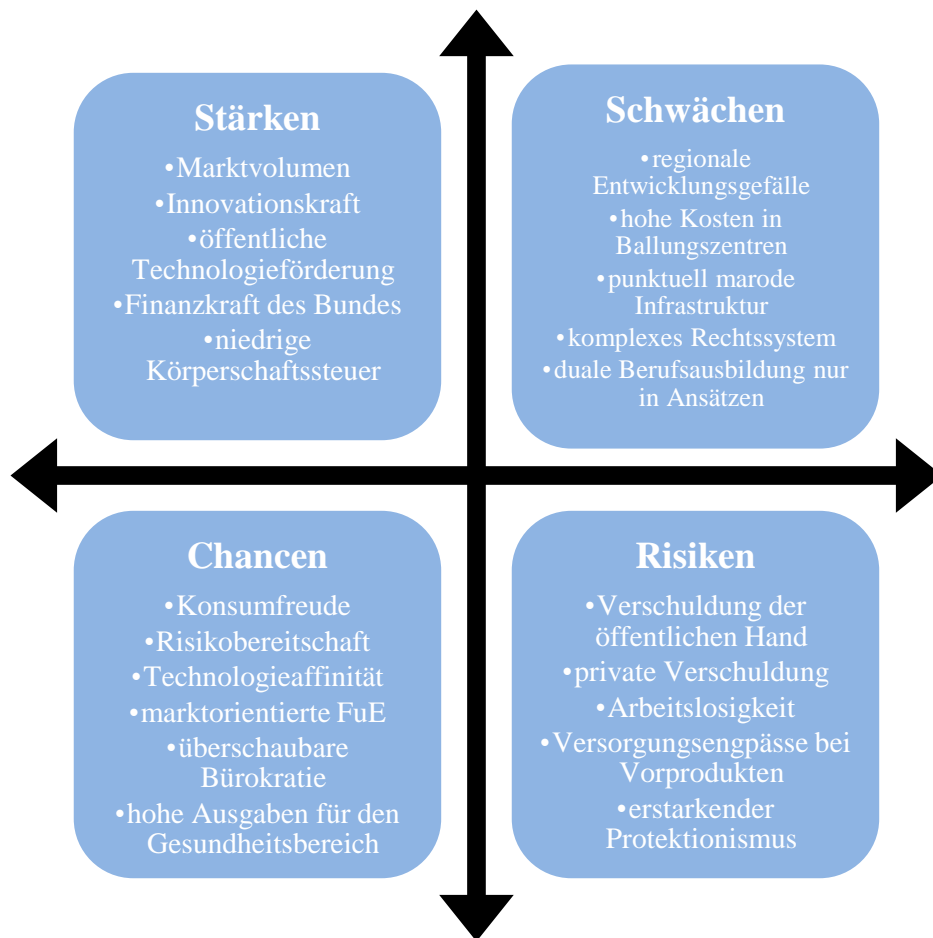 Stärken
•Marktvolumen
•Innovationskraft
•öffentliche
Technologieförderung
•Finanzkraft des Bundes
•niedrige
Körperschaftssteuer
Schwächen
•regionale
Entwicklungsgefälle
•hohe Kosten in
Ballungszentren
•punktuell marode
Infrastruktur
•komplexes Rechtssystem
•duale Berufsausbildung nur
in Ansätzen
Chancen
•Konsumfreude
•Risikobereitschaft
•Technologieaffinität
•marktorientierte FuE
•überschaubare
Bürokratie
•hohe Ausgaben für den
Gesundheitsbereich
Risiken
•Verschuldung der
öffentlichen Hand
•private Verschuldung
•Arbeitslosigkeit
•Versorgungsengpässe bei
Vorprodukten
•erstarkender
Protektionismus